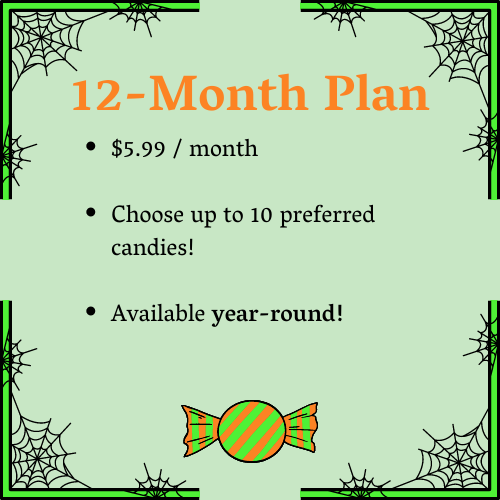 12-Month Plan
• $5.99 / month
• Choose up to 10 preferred
candies!
• Available year-round!